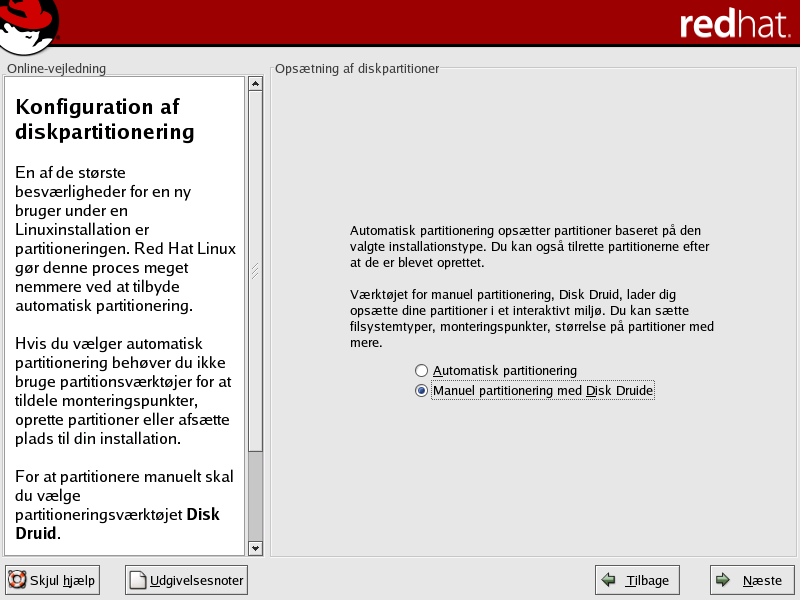 redhat.
Online-vejledning
Konfiguration af
diskpartitionering
En af de største
besværligheder for en ny
bruger under en
Linuxinstallation er
partitioneringen. Red Hat Linux
gør denne proces meget
nemmere ved at tilbyde
automatisk partitionering.
Hvis du vælger automatisk
partitionering behøver du ikke
bruge partitionsværktøjer for at
tildele monteringspunkter,
oprette partitioner eller afsætte
plads til din installation.
For at partitionere manuelt skal
du vælge
partitioneringsværktøjet Disk
Druid.
Opsætning af diskpartitioner
Automatisk partitionering opsætter partitioner baseret på den
valgte installationstype. Du kan også tilrette partitionerne efter
at de er blevet oprettet.
Værktøjet for manuel partitionering, Disk Druid, lader dig
opsætte dine partitioner i et interaktivt miljø. Du kan sætte
filsystemtyper, monteringspunkter, størrelse på partitioner med
mere.
Automatisk partitionering
Manuel partitionering med Disk Druide
Skjul hjælp
Udgivelsesnoter
Tilbage
Næste